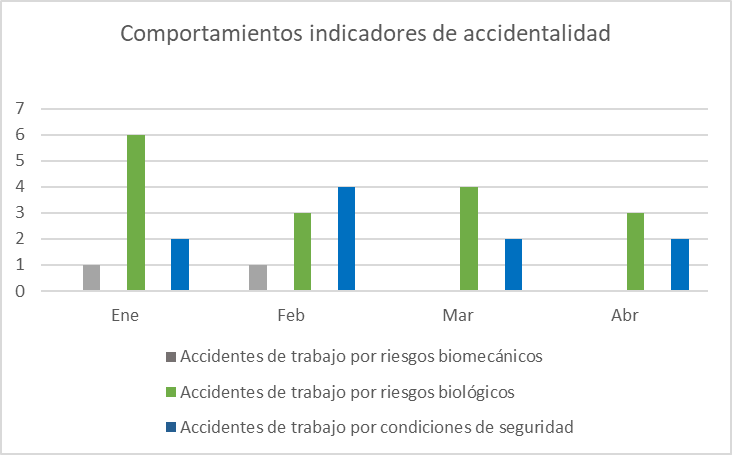 Comportamientos indicadores de accidentalidad
7
6
5
4
3
2
1
0
Ene Feb Mar Abr
Accidentes de trabajo por riesgos biomecánicos
Accidentes de trabajo por riesgos biológicos
Accidentes de trabajo por condiciones de seguridad